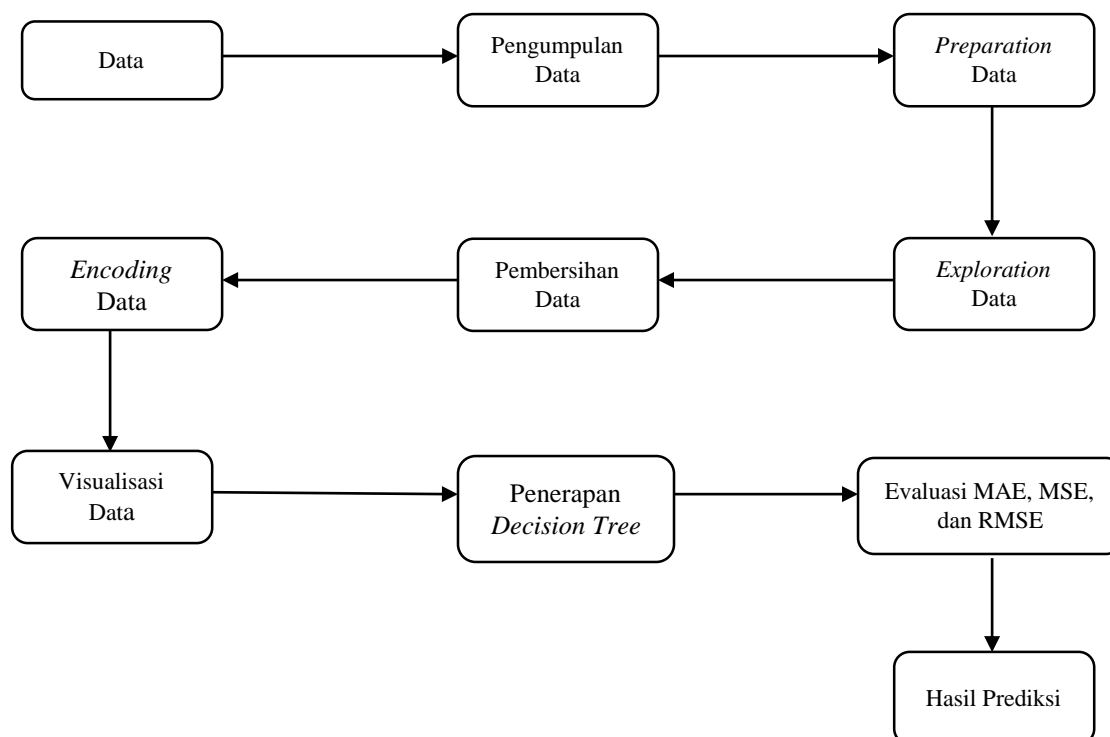 Data
Pengumpulan
Data
Preparation
Data
Exploration
Data
Pembersihan
Data
Encoding
Data
Visualisasi
Data
Penerapan
Decision Tree
Evaluasi MAE, MSE,
dan RMSE
Hasil Prediksi